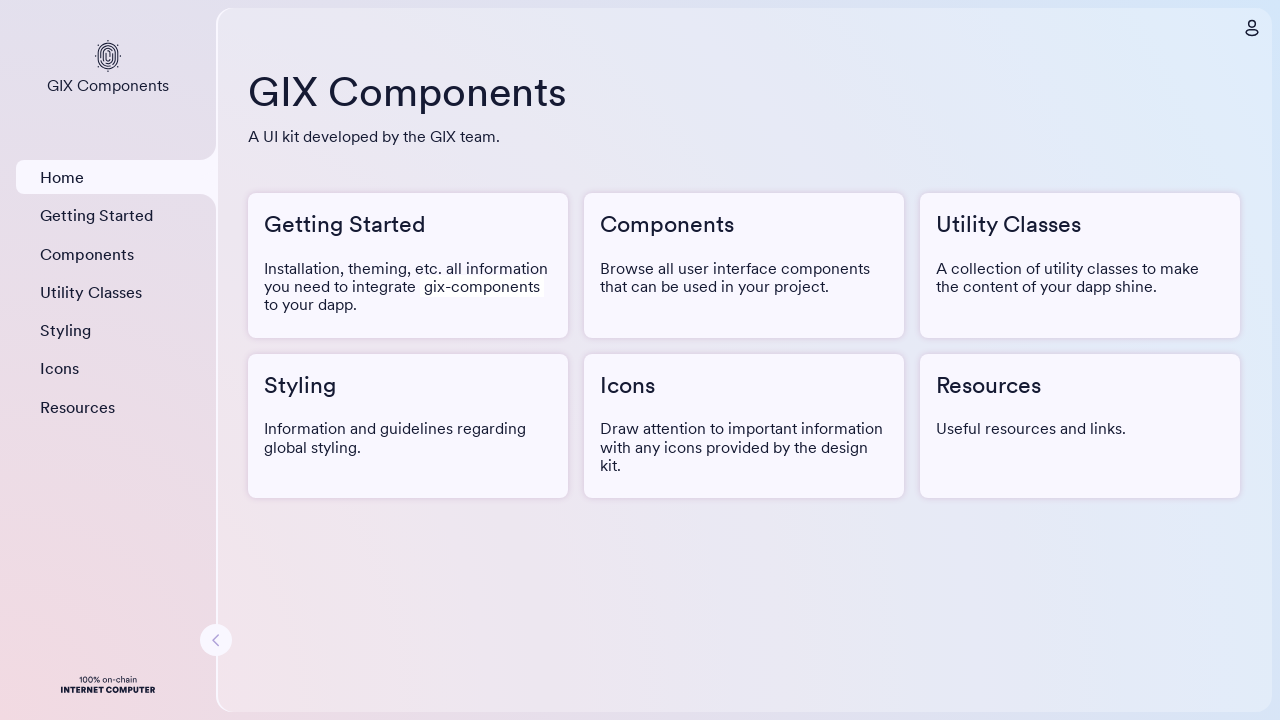 GIX Components
Home
Getting Started
Components
Utility Classes
Styling
Icons
Resources
100% on-chain
INTERNET COMPUTER
GIX Components
A UI kit developed by the GIX team.
Getting Started
Installation, theming, etc. all information
you need to integrate gix-components
to your dapp.
Components
Browse all user interface components
that can be used in your project.
Utility Classes
A collection of utility classes to make
the content of your dapp shine.
Styling
Information and guidelines regarding
global styling.
Icons
Draw attention to important information
with any icons provided by the design
kit.
Resources
Useful resources and links.